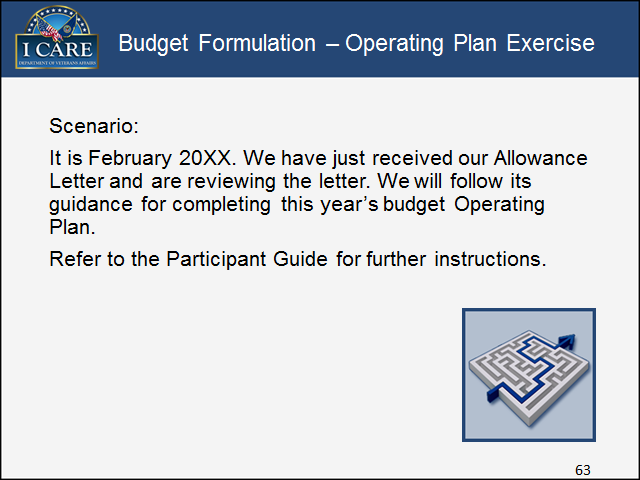 I CARE
DEPARTMENT OF VETERANS AFFAIRS
Budget Formulation – Operating Plan Exercise
Scenario:
It is February 20XX. We have just received our Allowance
Letter and are reviewing the letter. We will follow its
guidance for completing this year’s budget Operating
Plan.
Refer to the Participant Guide for further instructions.
63